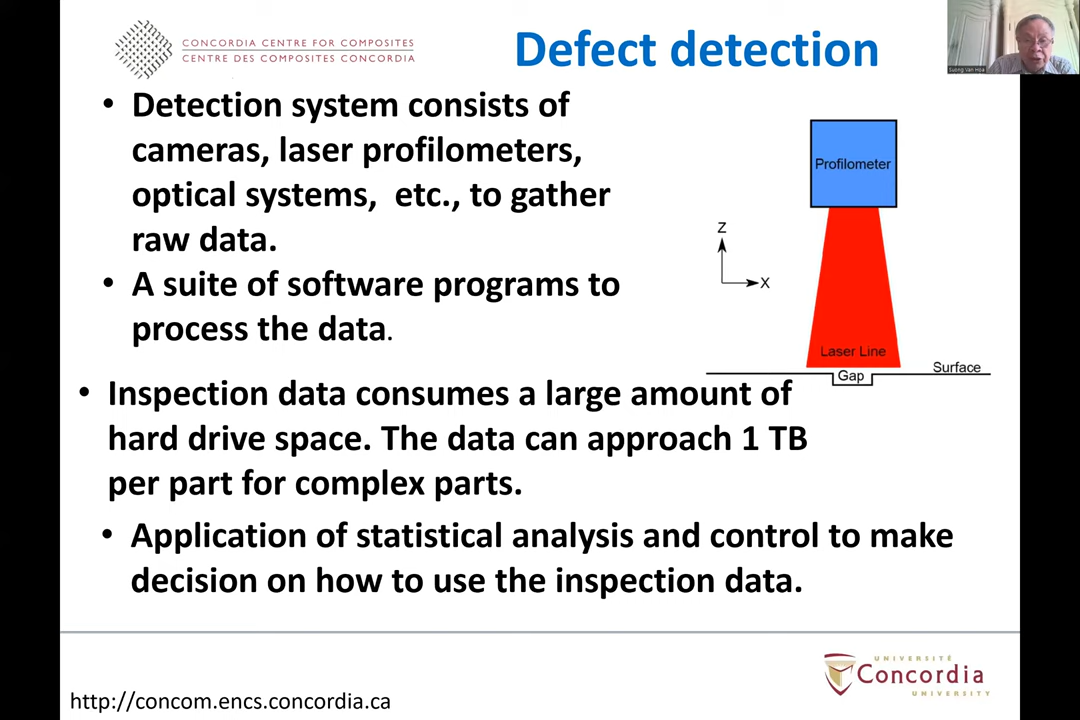 CONCORDIA CENTRE FOR COMPOSITES
CENTRE DES COMPOSITES CONCORDIA
Defect detection
Suong Van Hoa
• Detection system consists of
cameras, laser profilometers,
optical systems,  etc., to gather
raw data.
• A suite of software programs to
process the data.
Profilometer
Z
X
Laser Line
Surface
Gap
• Inspection data consumes a large amount of
hard drive space. The data can approach 1 TB
per part for complex parts.
• Application of statistical analysis and control to make
decision on how to use the inspection data.
UNIVERSITÉ
Concordia
UNIVERSITY
http://concom.encs.concordia.ca